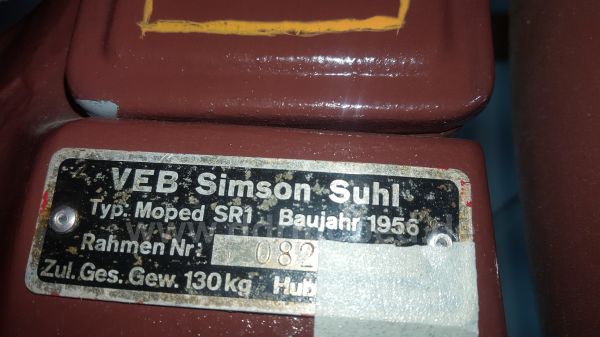 VEB Simson Suhl
Typ: Moped SR1 Baujahr 1956
Rahmen Nr: 082
Zul. Ges. Gew. 130 kg Hub